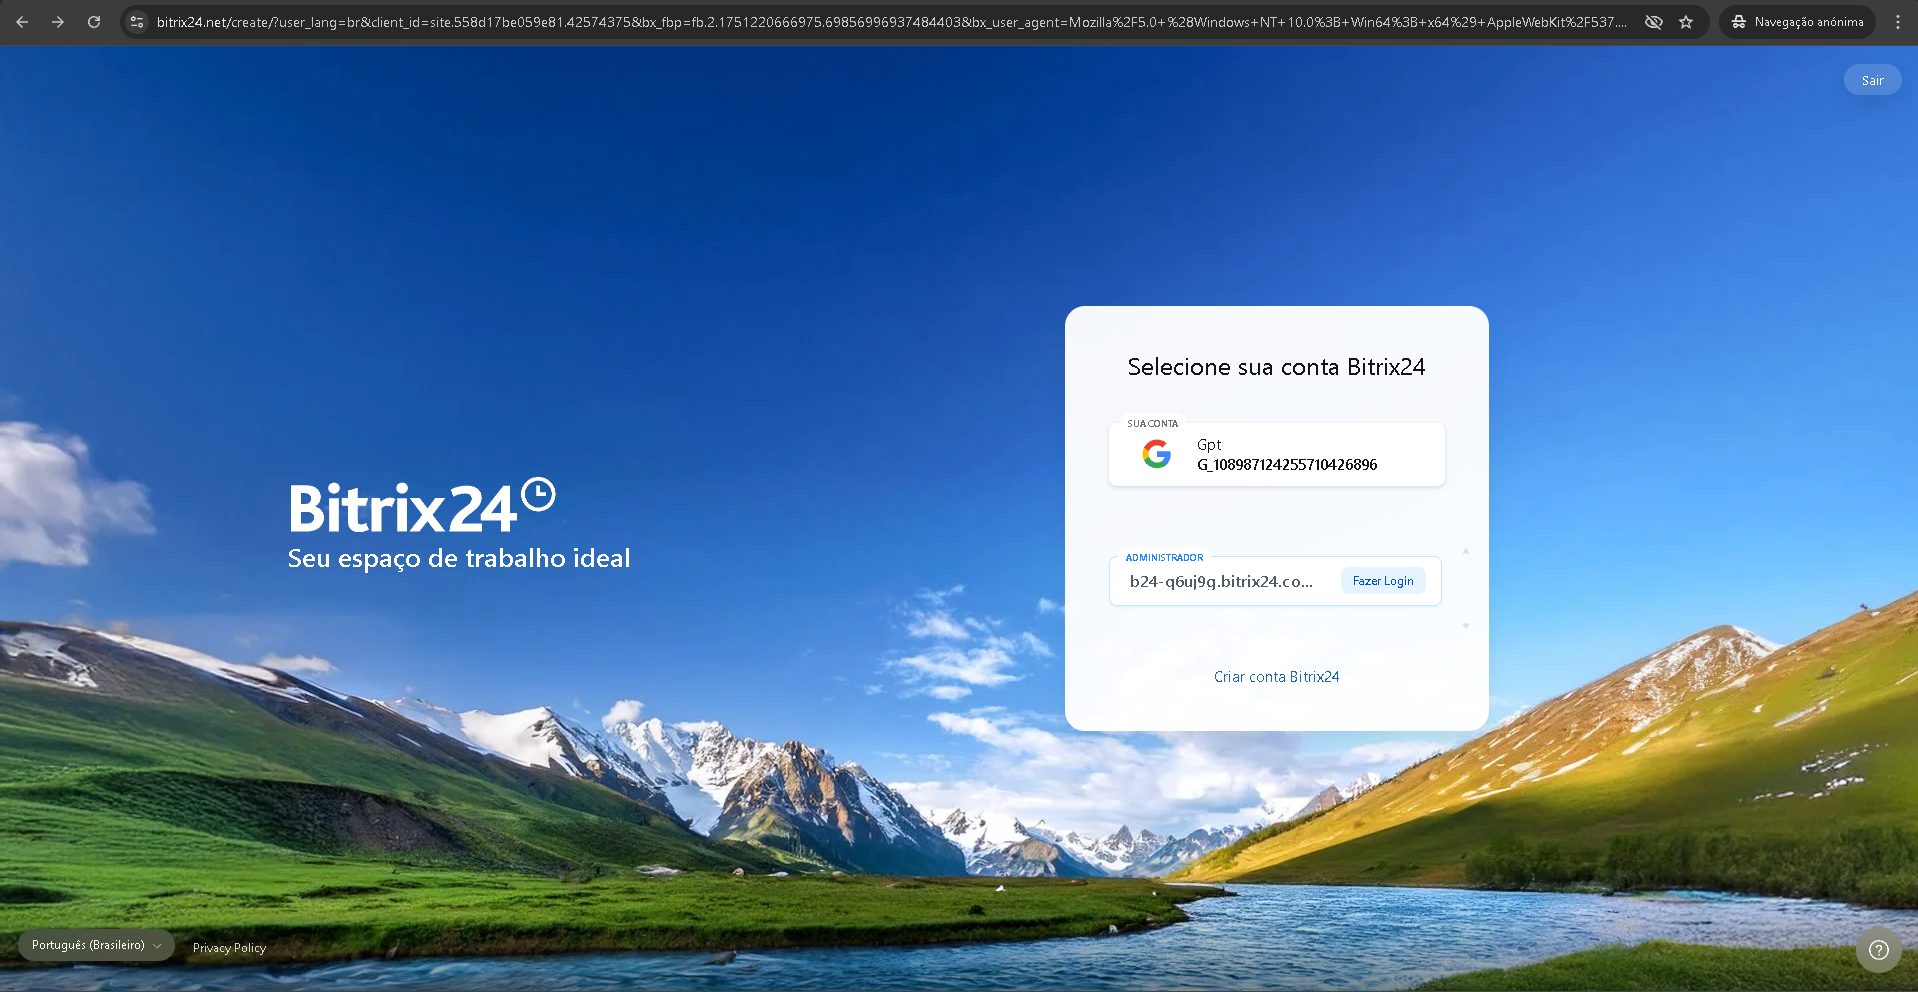 bitrix24.net/create/?user_lang=br&client_id=site.558d17be059e81.42574375&bx_fbp=fb.2.1751220666975.69856996937484403&bx_user_agent=Mozilla%2F5.0+%28Windows+NT+10.0%3B+Win64%3B+x64%29+AppleWebKit%2F537....
Navegação anónima
Sair
Selecione sua conta Bitrix24
SUA CONTA
Gpt
G_108987124255710426896
Bitrix24
Seu espaço de trabalho ideal
ADMINISTRADOR
b24-q6uj9g.bitrix24.co...
Fazer Login
Criar conta Bitrix24
Português (Brasileiro)
Privacy Policy